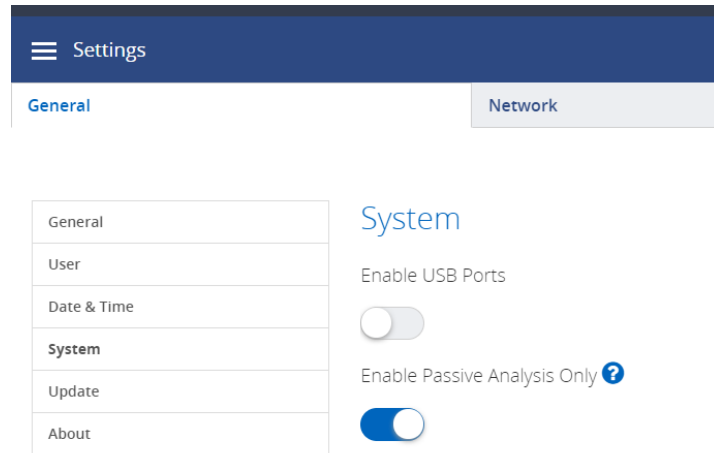 Settings
General
Network
General
User
Date & Time
System
Update
About
System
Enable USB Ports
Enable Passive Analysis Only ?